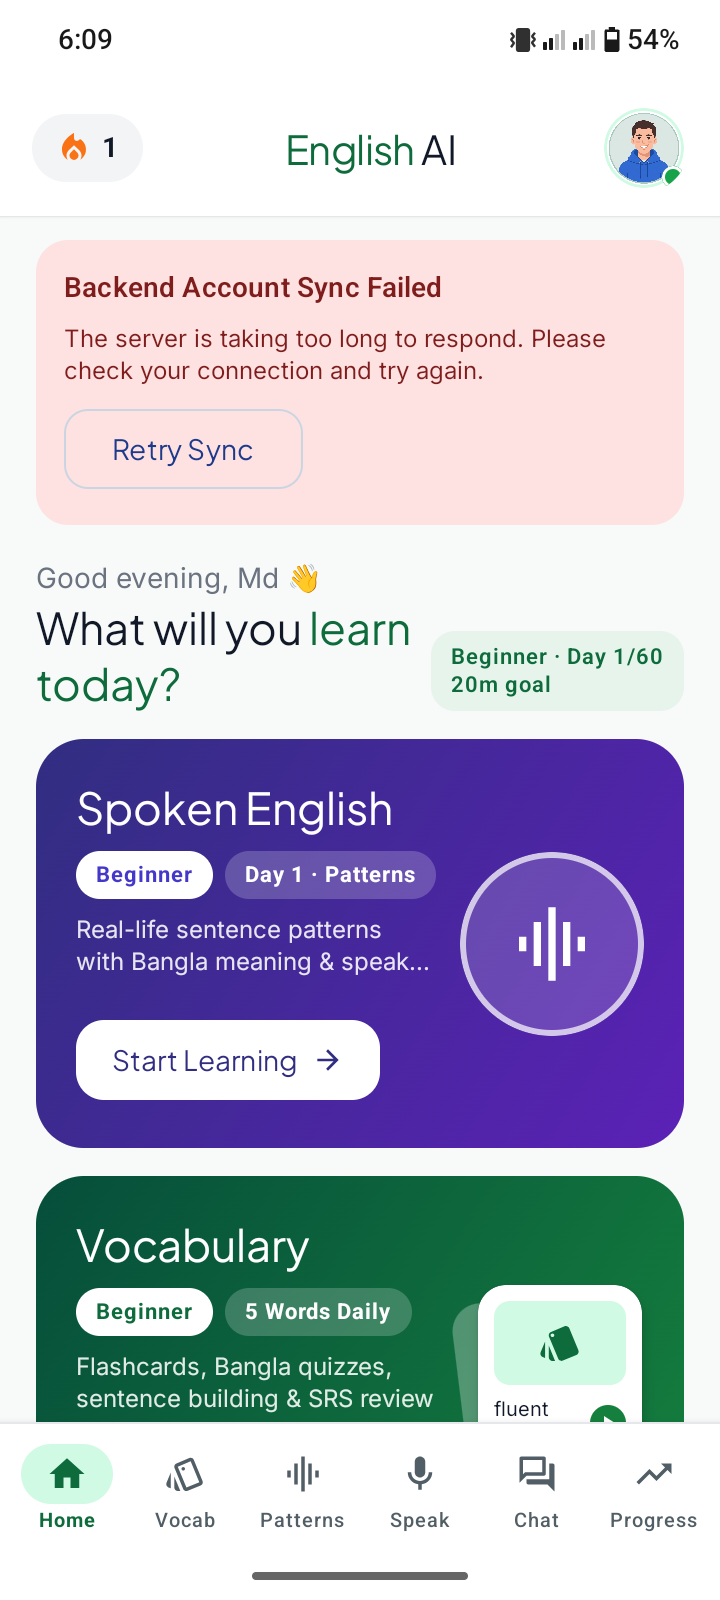 6:09
54%
1
English AI
Backend Account Sync Failed
The server is taking too long to respond. Please
check your connection and try again.
Retry Sync
Good evening, Md 👋
What will you learn
today?
Beginner · Day 1/60
20m goal
Spoken English
Beginner
Day 1 · Patterns
Real-life sentence patterns
with Bangla meaning & speak...
Start Learning →
Vocabulary
Beginner
5 Words Daily
Flashcards, Bangla quizzes,
sentence building & SRS review
fluent
Home
Vocab
Patterns
Speak
Chat
Progress